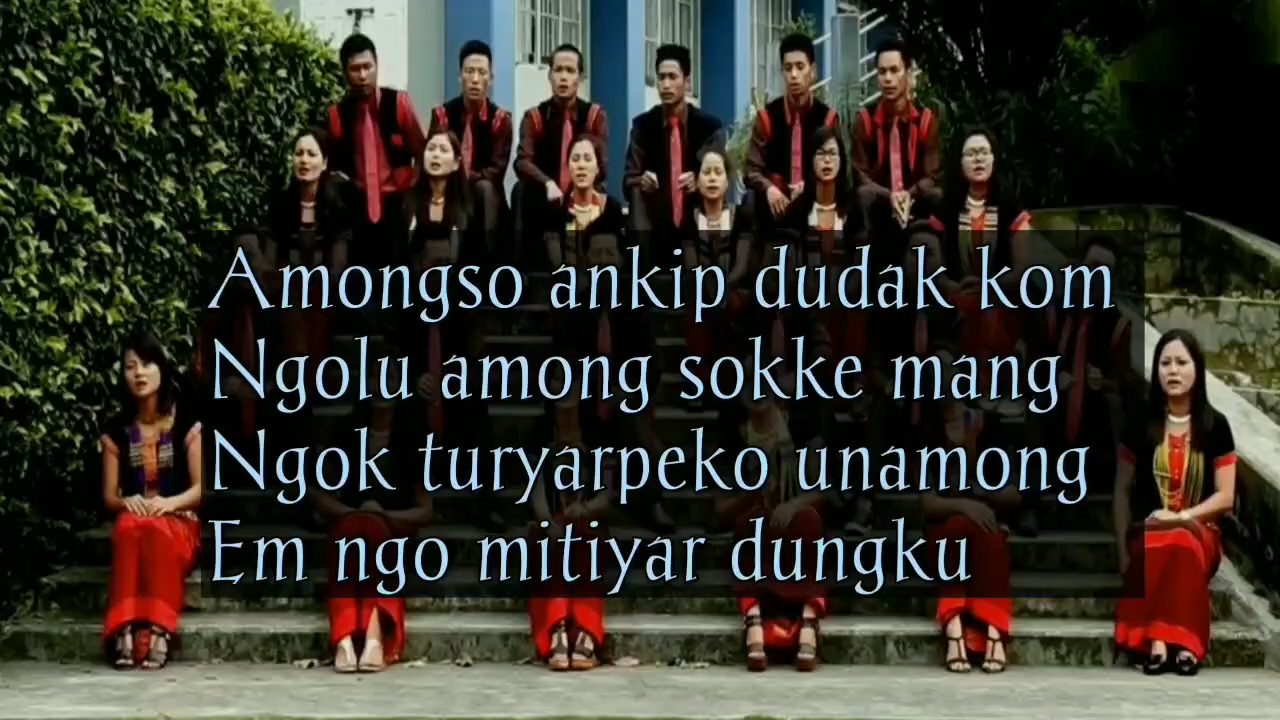 Amongso ankip dudak kom
Ngolu among sokke mang
Ngok turyarpeko unamong
Em ngo mitiyar dungku